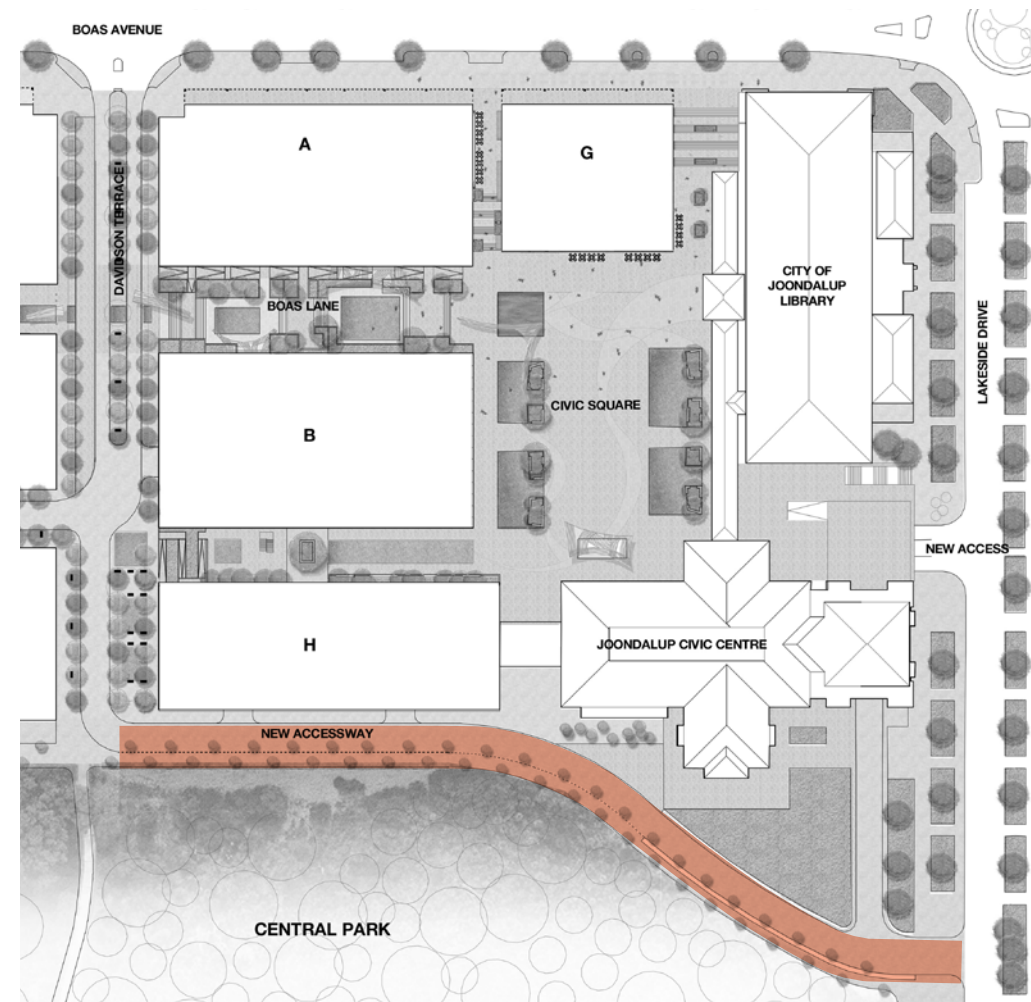 BOAS AVENUE
A
G
DAVIDSON TERRACE
CITY OF
JOONDALUP
LIBRARY
BOAS LANE
LAKESIDE DRIVE
CIVIC SQUARE
B
NEW ACCESS
H
JOONDALUP CIVIC CENTRE
NEW ACCESSWAY
CENTRAL PARK